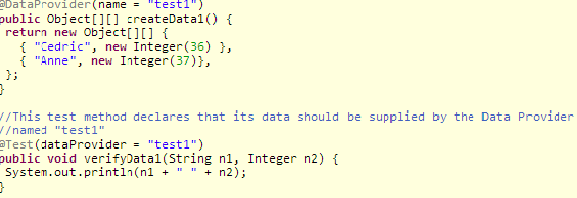 @DataProvider(name = "test1")
public Object[][] createData1() {
 return new Object[][] {
   { "Cedric", new Integer(36) },
   { "Anne", new Integer(37)},
 };
}

//This test method declares that its data should be supplied by the Data Provider
//named "test1"
@Test(dataProvider = "test1")
public void verifyData1(String n1, Integer n2) {
 System.out.println(n1 + " " + n2);
}